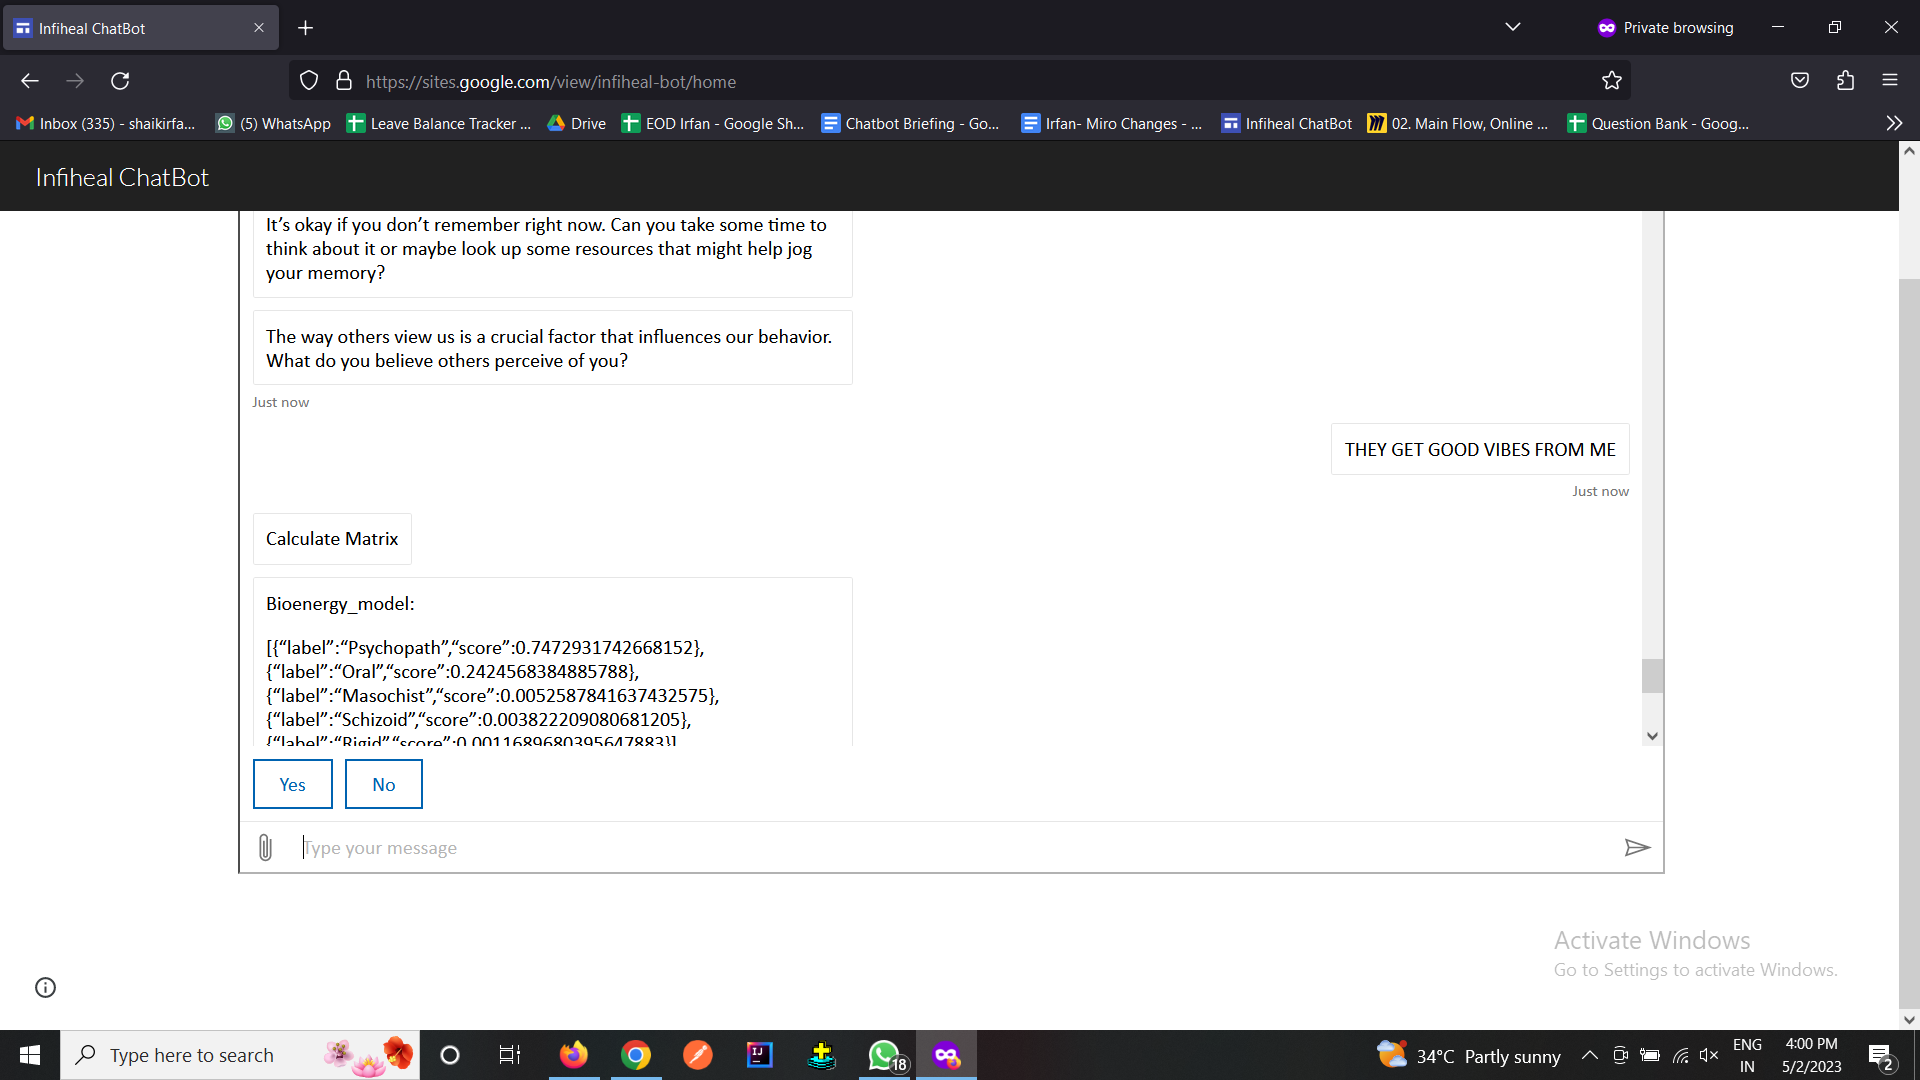 Infiheal ChatBot
Private browsing
https://sites.google.com/view/infiheal-bot/home
Inbox (335) - shaikirfa...
(5) WhatsApp
Leave Balance Tracker ...
Drive
EOD Irfan - Google Sh...
Chatbot Briefing - Go...
Irfan- Miro Changes - ...
Infiheal ChatBot
02. Main Flow, Online ...
Question Bank - Goog...
Infiheal ChatBot
It’s okay if you don’t remember right now. Can you take some time to
think about it or maybe look up some resources that might help jog
your memory?
The way others view us is a crucial factor that influences our behavior.
What do you believe others perceive of you?
Just now
THEY GET GOOD VIBES FROM ME
Just now
Calculate Matrix
Bioenergy_model:
[{“label”:“Psychopath”,“score”:0.7472931742668152},
{“label”:“Oral”,“score”:0.2424568384885788},
{“label”:“Masochist”,“score”:0.0052587841637432575},
{“label”:“Schizoid”,“score”:0.003822209080681205},
{“label”:“Rigid”,“score”:0.0011689680395647883}]
Yes
No
Type your message
Activate Windows
Go to Settings to activate Windows.
Type here to search
IJ
18
34°C Partly sunny
ENG
IN
4:00 PM
5/2/2023
2